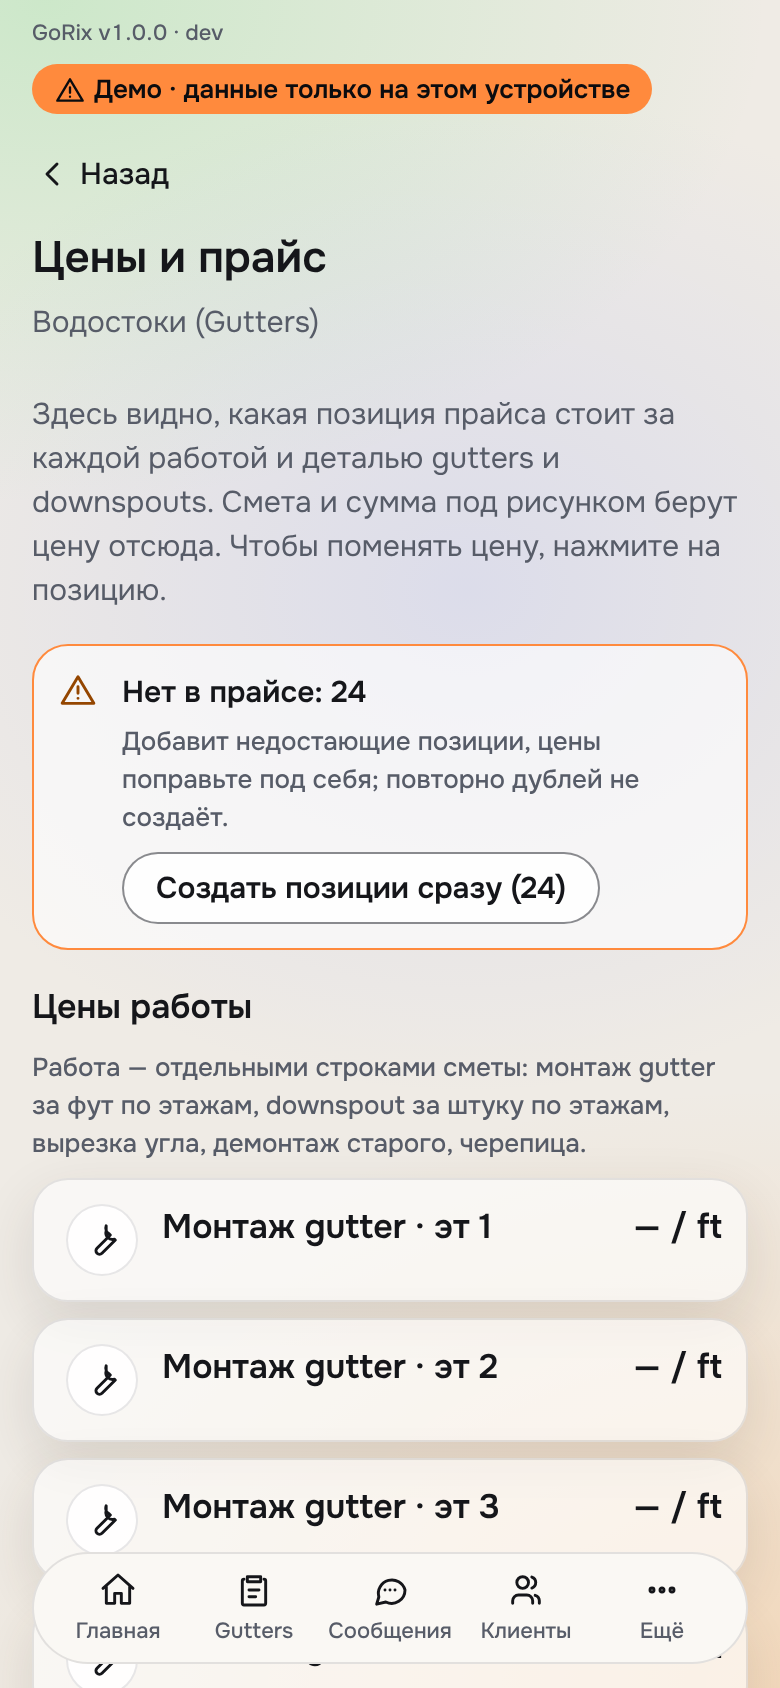 GoRix v1.0.0 · dev
Демо · данные только на этом устройстве
Назад
Цены и прайс
Водостоки (Gutters)
Здесь видно, какая позиция прайса стоит за
каждой работой и деталью gutters и
downspouts. Смета и сумма под рисунком берут
цену отсюда. Чтобы поменять цену, нажмите на
позицию.
Нет в прайсе: 24
Добавит недостающие позиции, цены
поправьте под себя; повторно дублей не
создаёт.
Создать позиции сразу (24)
Цены работы
Работа — отдельными строками сметы: монтаж gutter
за фут по этажам, downspout за штуку по этажам,
вырезка угла, демонтаж старого, черепица.
Монтаж gutter · эт 1 — / ft
Монтаж gutter · эт 2 — / ft
Монтаж gutter · эт 3 — / ft
Главная Gutters Сообщения Клиенты Ещё